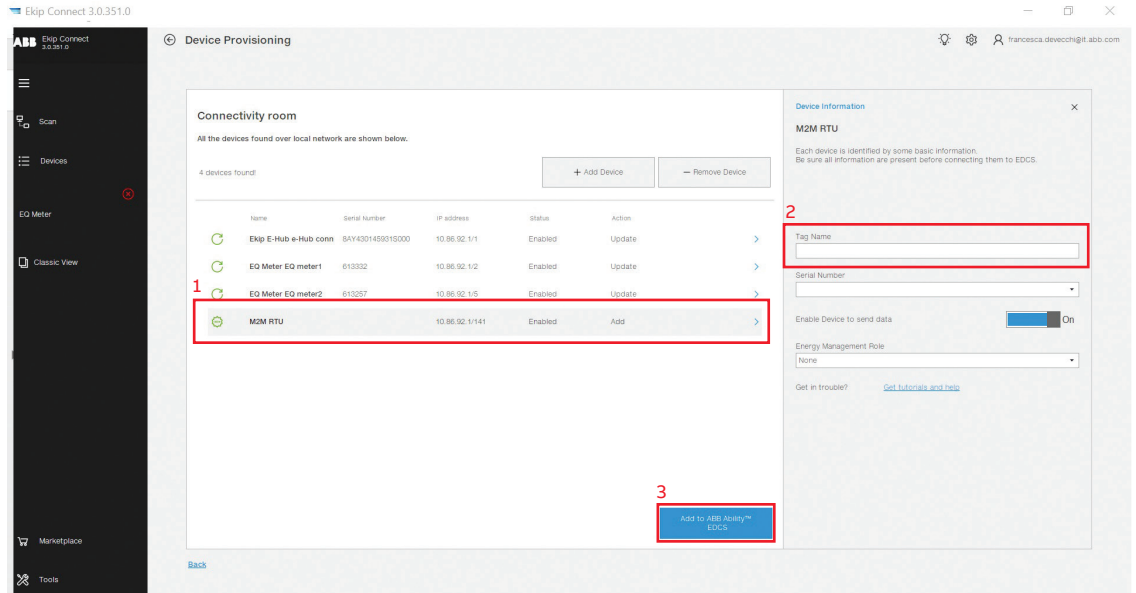 Ekip Connect 3.0.351.0
ABB Ekip Connect
3.0.351.0
Device Provisioning
francesca.devecchi@it.abb.com
Scan
Devices
EQ Meter
Classic View
Marketplace
Tools
Connectivity room
All the devices found over local network are shown below.
4 devices found!
+ Add Device
— Remove Device
Name Serial Number IP address Status Action
Ekip E-Hub e-Hub conn 8AY430145931S000 10.86.92.1/1 Enabled Update
EQ Meter EQ meter1 613332 10.86.92.1/2 Enabled Update
1
EQ Meter EQ meter2 613257 10.86.92.1/5 Enabled Update
M2M RTU 10.86.92.1/141 Enabled Add
3
Add to ABB Ability™
EDCS
Back
Device Information
M2M RTU
Each device is identified by some basic information.
Be sure all information are present before connecting them to EDCS.
2
Tag Name
Serial Number
Enable Device to send data On
Energy Management Role
None
Get in trouble? Get tutorials and help